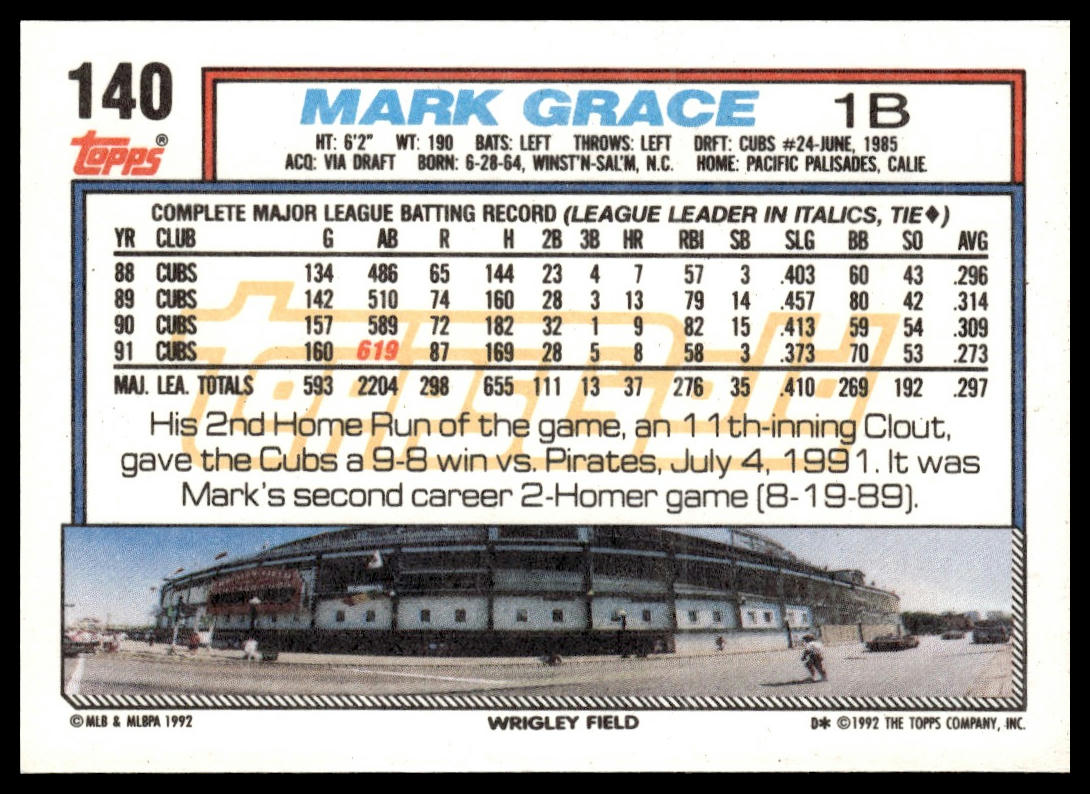 140
topps®
MARK GRACE 1B
HT: 6'2" WT: 190 BATS: LEFT THROWS: LEFT DRFT: CUBS #24-JUNE, 1985
ACQ: VIA DRAFT BORN: 6-28-64, WINST'N-SAL'M, N.C. HOME: PACIFIC PALISADES, CALIF.
COMPLETE MAJOR LEAGUE BATTING RECORD (LEAGUE LEADER IN ITALICS, TIE♦)
YR CLUB G AB R H 2B 3B HR RBI SB SLG BB SO AVG
88 CUBS 134 486 65 144 23 4 7 57 3 .403 60 43 .296
89 CUBS 142 510 74 160 28 3 13 79 14 .457 80 42 .314
90 CUBS 157 589 72 182 32 1 9 82 15 .413 59 54 .309
91 CUBS 160 619 87 169 28 5 8 58 3 .373 70 53 .273
MAJ. LEA. TOTALS 593 2204 298 655 111 13 37 276 35 .410 269 192 .297
ToppsGold
His 2nd Home Run of the game, an 11th-inning Clout,
gave the Cubs a 9-8 win vs. Pirates, July 4, 1991. It was
Mark's second career 2-Homer game (8-19-89).
© MLB & MLBPA 1992 WRIGLEY FIELD D* ©1992 THE TOPPS COMPANY, INC.